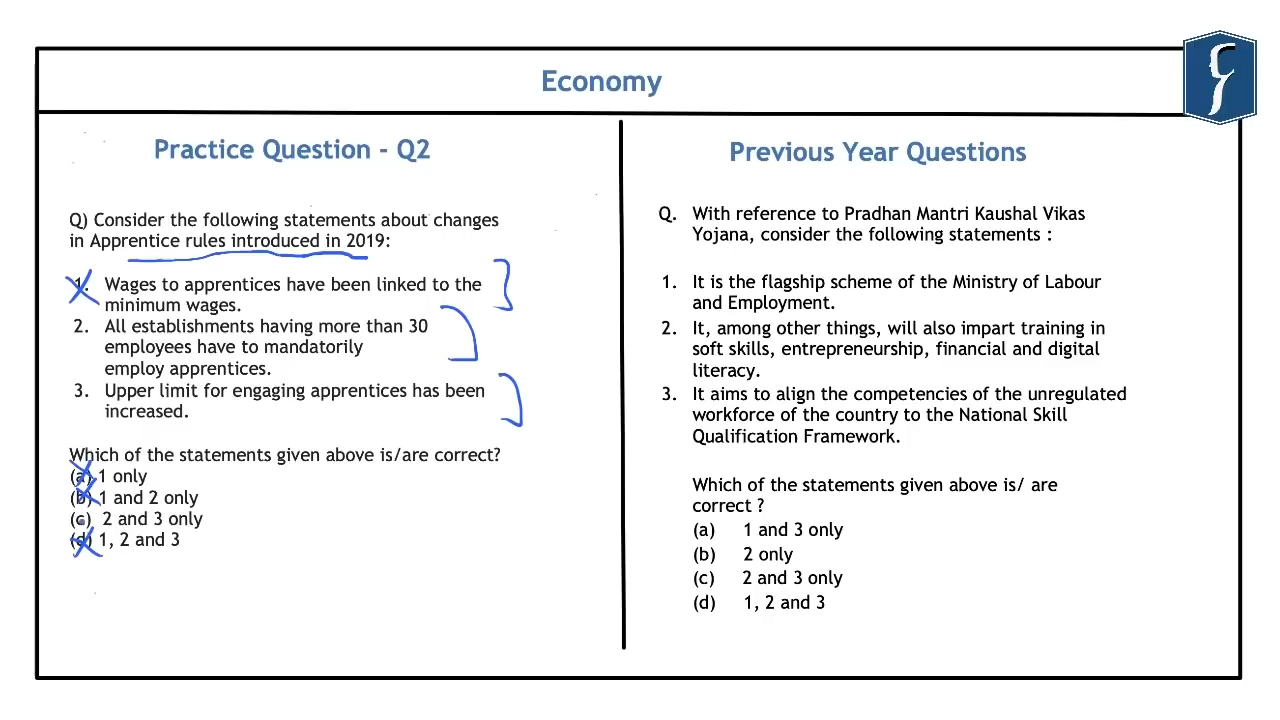 Economy
Practice Question - Q2
Q) Consider the following statements about changes
in Apprentice rules introduced in 2019:
1. Wages to apprentices have been linked to the
minimum wages.
2. All establishments having more than 30
employees have to mandatorily
employ apprentices.
3. Upper limit for engaging apprentices has been
increased.
Which of the statements given above is/are correct?
(a) 1 only
(b) 1 and 2 only
(c) 2 and 3 only
(d) 1, 2 and 3
Previous Year Questions
Q. With reference to Pradhan Mantri Kaushal Vikas
Yojana, consider the following statements :
1. It is the flagship scheme of the Ministry of Labour
and Employment.
2. It, among other things, will also impart training in
soft skills, entrepreneurship, financial and digital
literacy.
3. It aims to align the competencies of the unregulated
workforce of the country to the National Skill
Qualification Framework.
Which of the statements given above is/ are
correct ?
(a) 1 and 3 only
(b) 2 only
(c) 2 and 3 only
(d) 1, 2 and 3